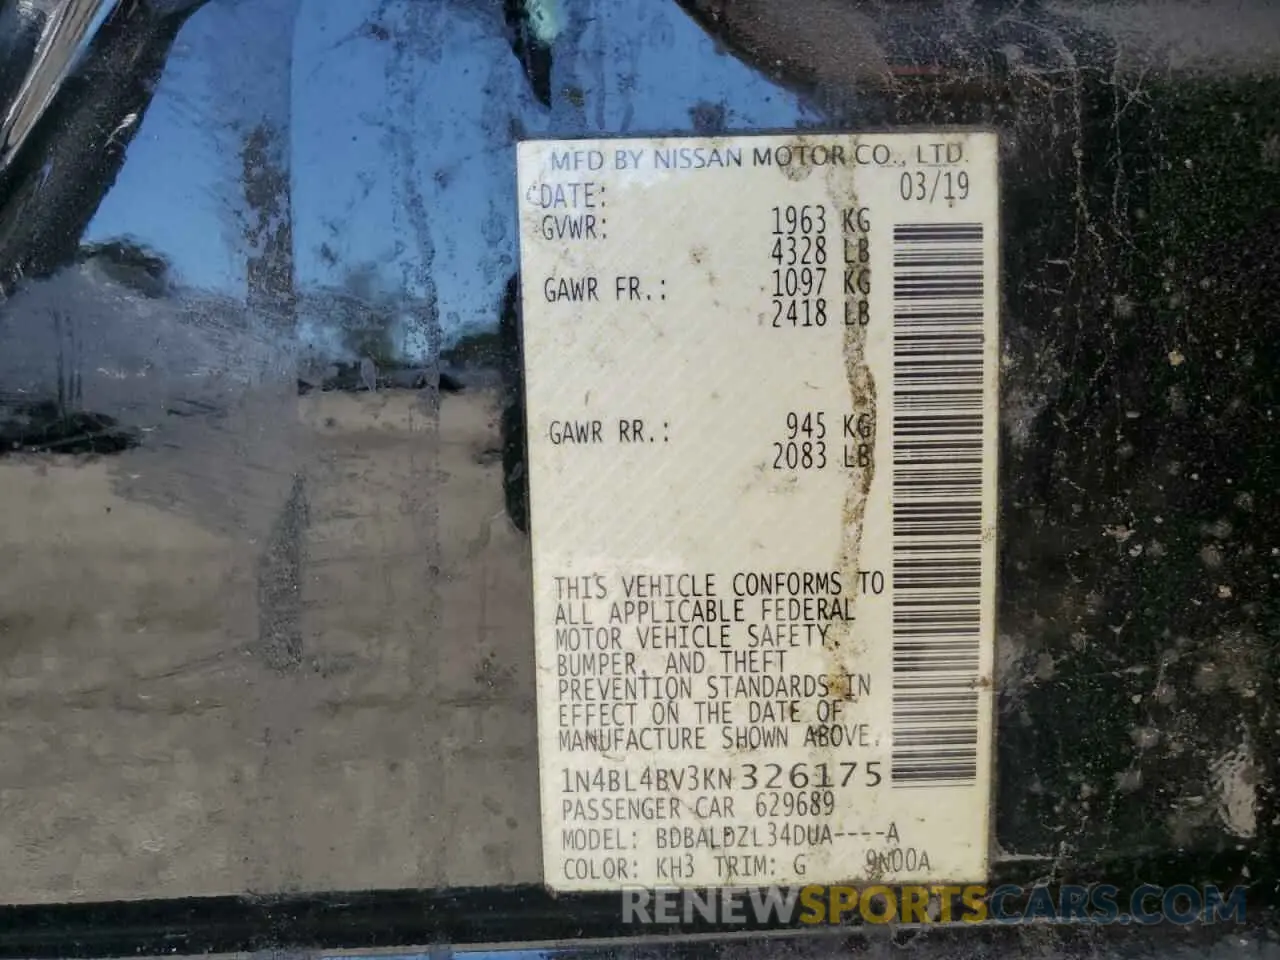 MFD BY NISSAN MOTOR CO., LTD.
DATE: 03/19
GVWR: 1963 KG
4328 LB
GAWR FR.: 1097 KG
2418 LB
GAWR RR.: 945 KG
2083 LB
THIS VEHICLE CONFORMS TO
ALL APPLICABLE FEDERAL
MOTOR VEHICLE SAFETY,
BUMPER, AND THEFT
PREVENTION STANDARDS IN
EFFECT ON THE DATE OF
MANUFACTURE SHOWN ABOVE.
1N4BL4BV3KN326175
PASSENGER CAR 629689
MODEL: BDBALDZL34DUA----A
COLOR: KH3 TRIM: G 9N00A
RENEWSPORTSCARS.COM